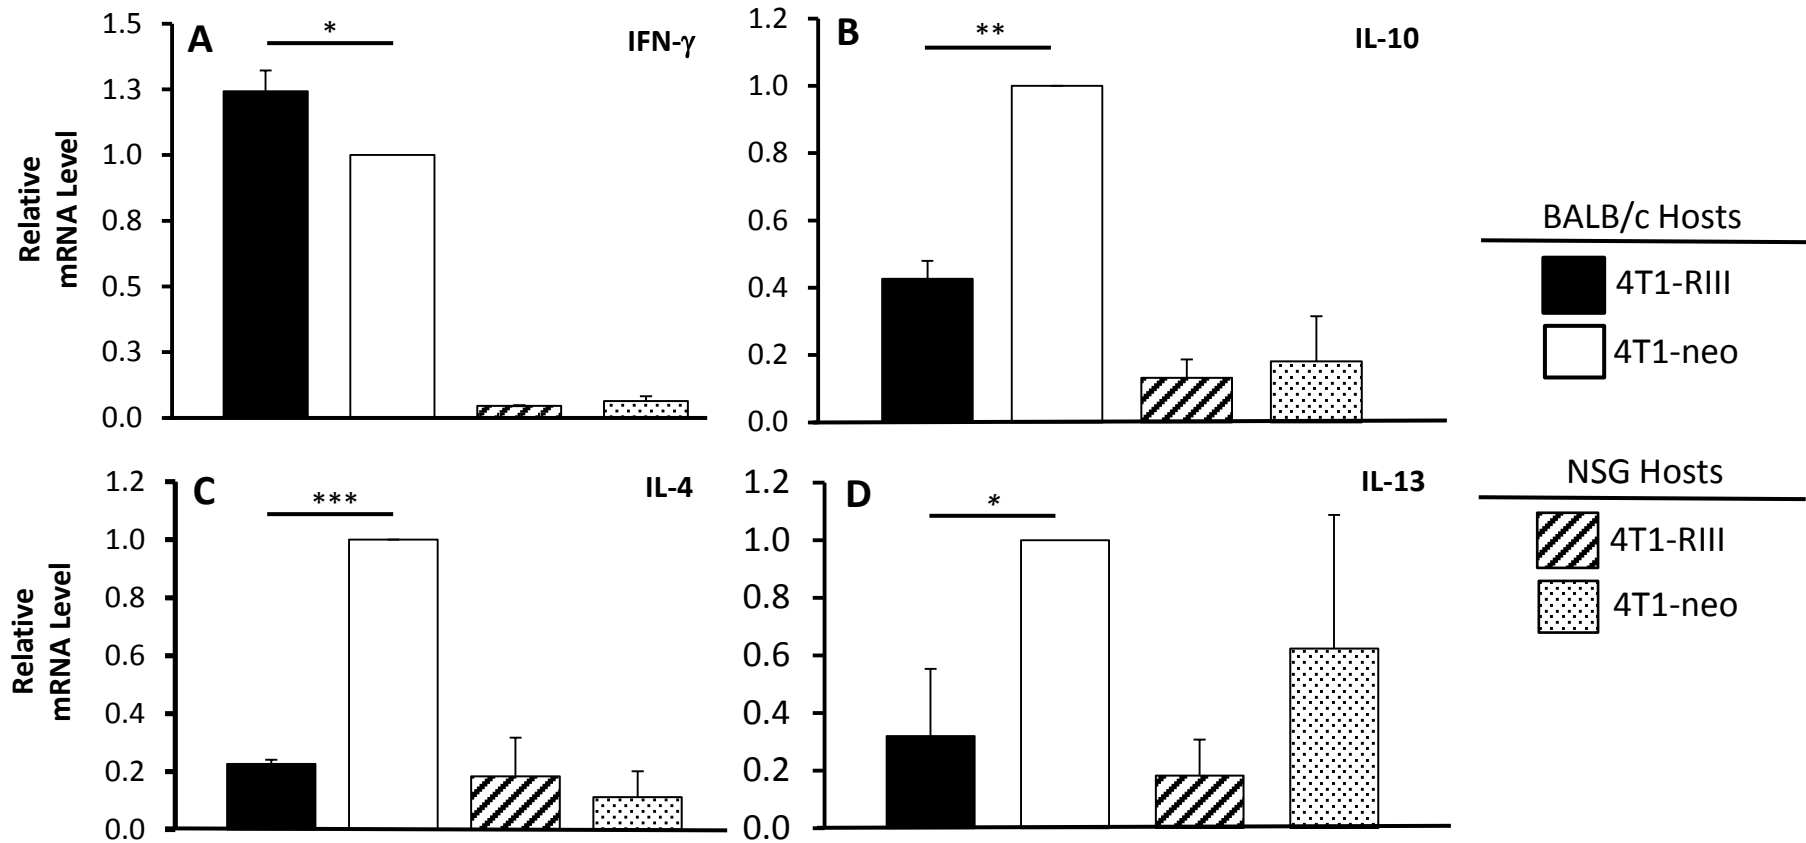 A
*
IFN-γ
1.5
1.3
1.0
0.8
0.5
0.3
0.0
Relative
mRNA Level
B
**
IL-10
1.2
1.0
0.8
0.6
0.4
0.2
0.0
C
***
IL-4
1.2
1.0
0.8
0.6
0.4
0.2
0.0
Relative
mRNA Level
D
*
IL-13
1.2
1.0
0.8
0.6
0.4
0.2
0.0
BALB/c Hosts
4T1-RIII
4T1-neo
NSG Hosts
4T1-RIII
4T1-neo